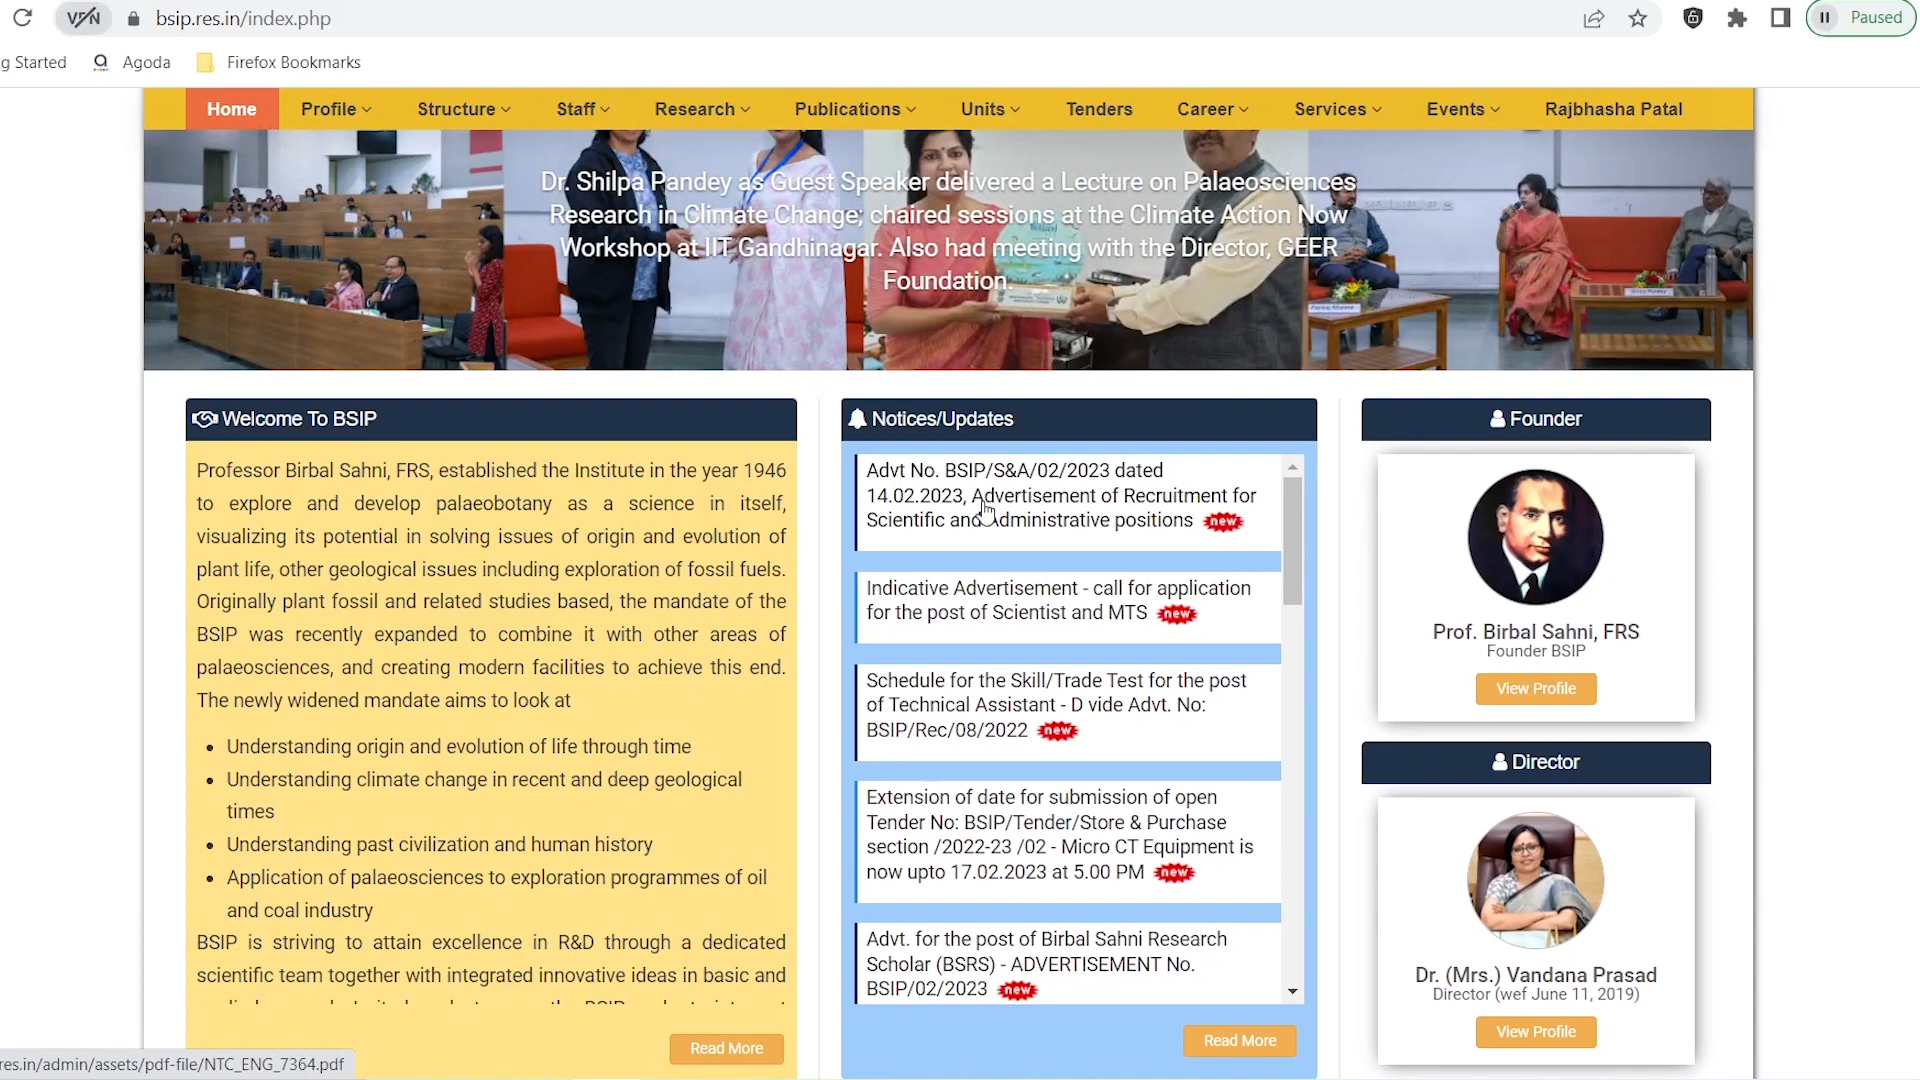 VPN bsip.res.in/index.php Paused
g Started Agoda Firefox Bookmarks
Home Profile Structure Staff Research Publications Units Tenders Career Services Events Rajbhasha Patal
Dr. Shilpa Pandey as Guest Speaker delivered a Lecture on Palaeosciences
Research in Climate Change; chaired sessions at the Climate Action Now
Workshop at IIT Gandhinagar. Also had meeting with the Director, GEER
Foundation.
Welcome To BSIP
Professor Birbal Sahni, FRS, established the Institute in the year 1946
to explore and develop palaeobotany as a science in itself,
visualizing its potential in solving issues of origin and evolution of
plant life, other geological issues including exploration of fossil fuels.
Originally plant fossil and related studies based, the mandate of the
BSIP was recently expanded to combine it with other areas of
palaeosciences, and creating modern facilities to achieve this end.
The newly widened mandate aims to look at
Understanding origin and evolution of life through time
Understanding climate change in recent and deep geological
times
Understanding past civilization and human history
Application of palaeosciences to exploration programmes of oil
and coal industry
BSIP is striving to attain excellence in R&D through a dedicated
scientific team together with integrated innovative ideas in basic and
Read More
Notices/Updates
Advt No. BSIP/S&A/02/2023 dated
14.02.2023, Advertisement of Recruitment for
Scientific and Administrative positions new
Indicative Advertisement - call for application
for the post of Scientist and MTS new
Schedule for the Skill/Trade Test for the post
of Technical Assistant - D vide Advt. No:
BSIP/Rec/08/2022 new
Extension of date for submission of open
Tender No: BSIP/Tender/Store & Purchase
section /2022-23 /02 - Micro CT Equipment is
now upto 17.02.2023 at 5.00 PM new
Advt. for the post of Birbal Sahni Research
Scholar (BSRS) - ADVERTISEMENT No.
BSIP/02/2023 new
Read More
Founder
Prof. Birbal Sahni, FRS
Founder BSIP
View Profile
Director
Dr. (Mrs.) Vandana Prasad
Director (wef June 11, 2019)
View Profile
res.in/admin/assets/pdf-file/NTC_ENG_7364.pdf